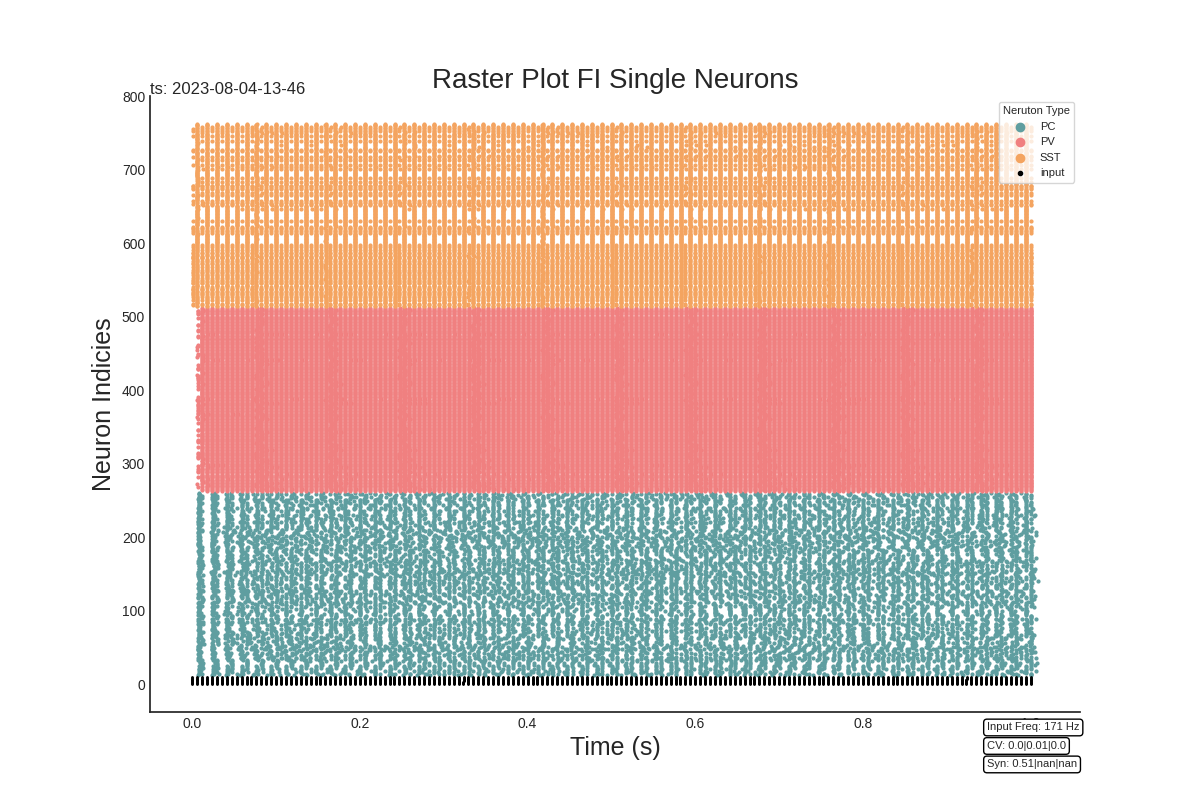 Raster Plot FI Single Neurons
ts: 2023-08-04-13-46
800
700
600
500
400
300
200
100
0
Neuron Indicies
Neruton Type
PC
PV
SST
input
0.0
0.2
0.4
0.6
0.8
Time (s)
Input Freq: 171 Hz
CV: 0.0|0.01|0.0
Syn: 0.51|nan|nan